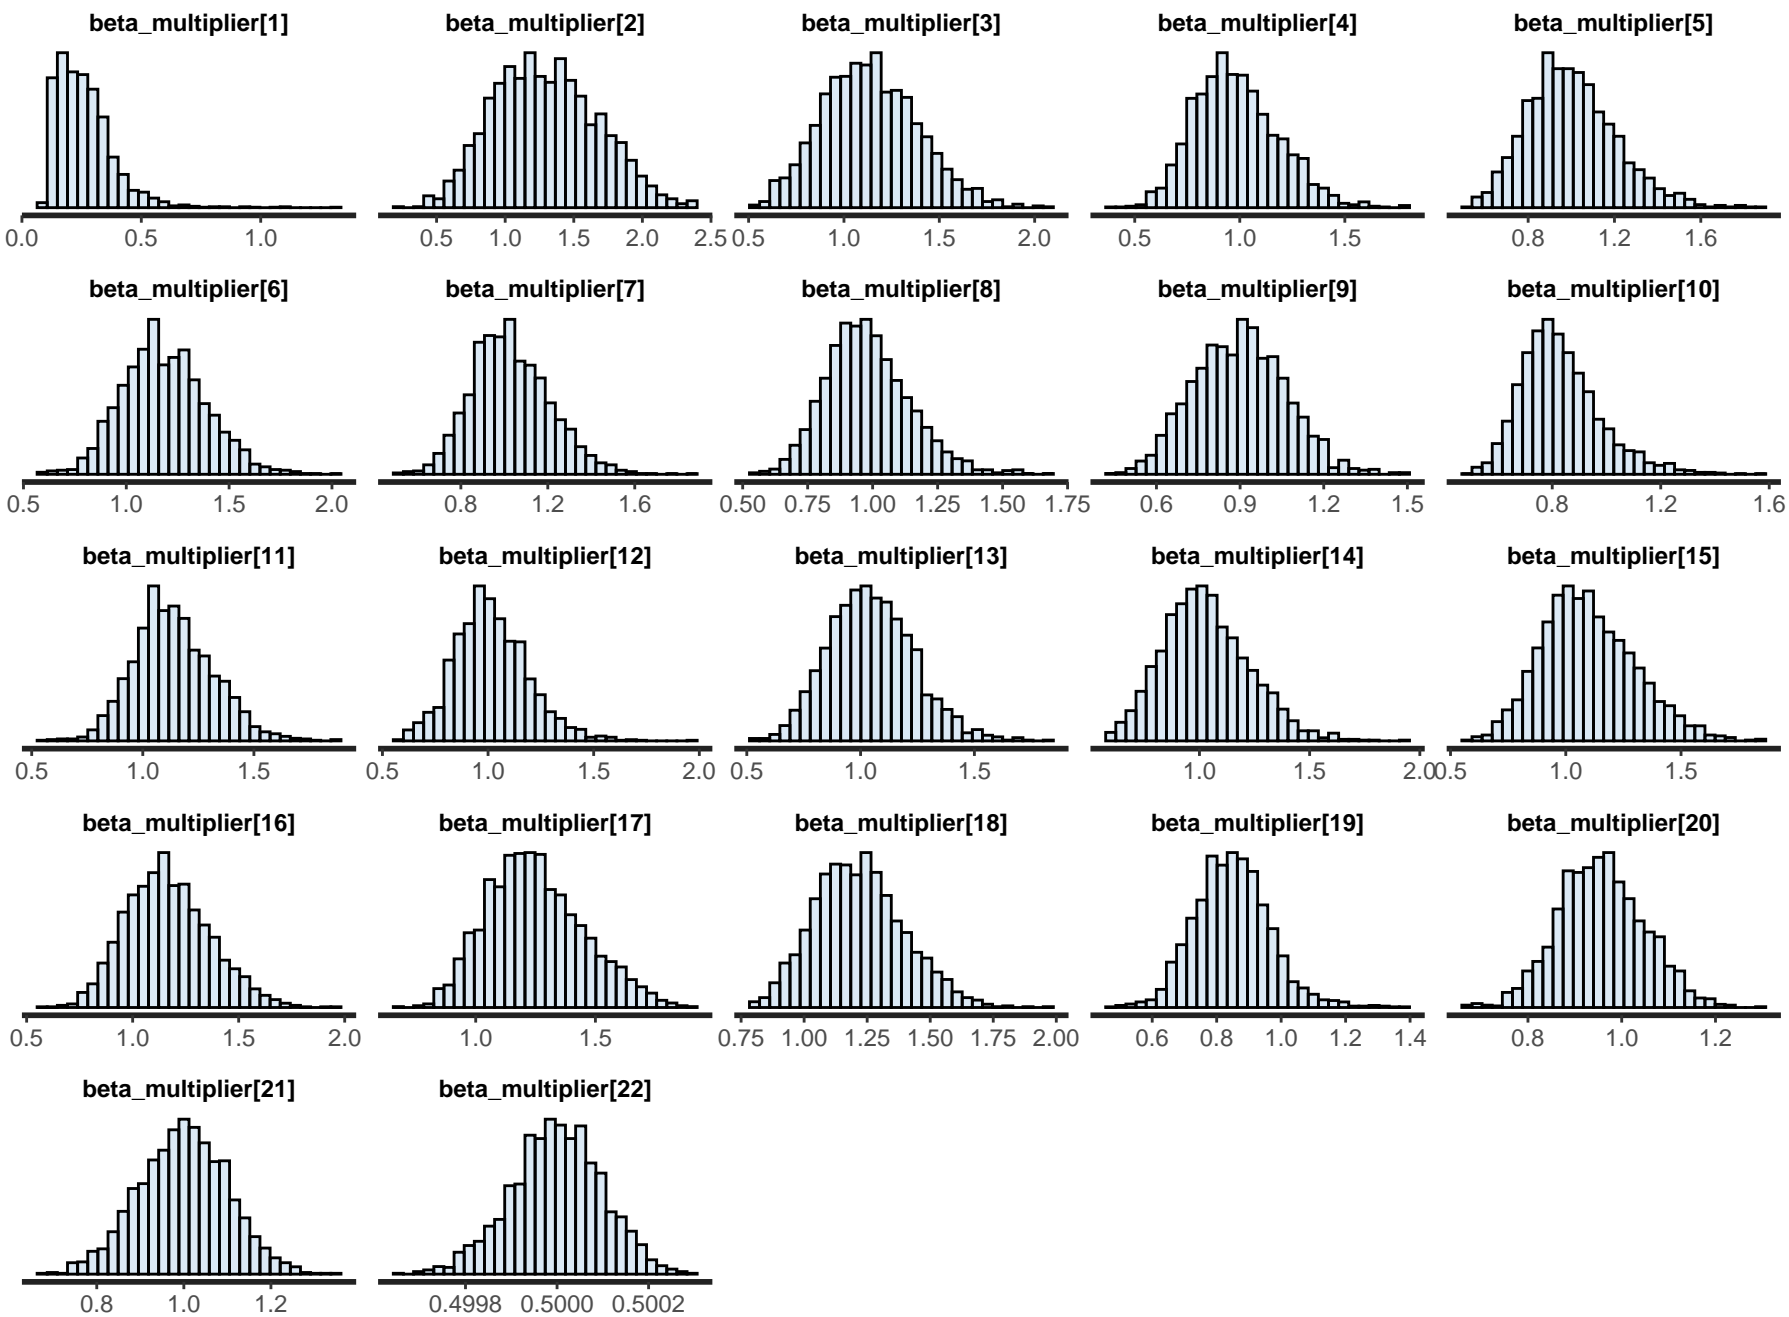 beta_multiplier[1] beta_multiplier[2] beta_multiplier[3] beta_multiplier[4] beta_multiplier[5]
0.0 0.5 1.0 0.5 1.0 1.5 2.0 2.5 0.5 1.0 1.5 2.0 0.5 1.0 1.5 0.8 1.2 1.6
beta_multiplier[6] beta_multiplier[7] beta_multiplier[8] beta_multiplier[9] beta_multiplier[10]
0.5 1.0 1.5 2.0 0.8 1.2 1.6 0.50 0.75 1.00 1.25 1.50 1.75 0.6 0.9 1.2 1.5 0.8 1.2 1.6
beta_multiplier[11] beta_multiplier[12] beta_multiplier[13] beta_multiplier[14] beta_multiplier[15]
0.5 1.0 1.5 0.5 1.0 1.5 2.0 0.5 1.0 1.5 1.0 1.5 2.0 0.5 1.0 1.5
beta_multiplier[16] beta_multiplier[17] beta_multiplier[18] beta_multiplier[19] beta_multiplier[20]
0.5 1.0 1.5 2.0 1.0 1.5 0.75 1.00 1.25 1.50 1.75 2.00 0.6 0.8 1.0 1.2 1.4 0.8 1.0 1.2
beta_multiplier[21] beta_multiplier[22]
0.8 1.0 1.2 0.4998 0.5000 0.5002